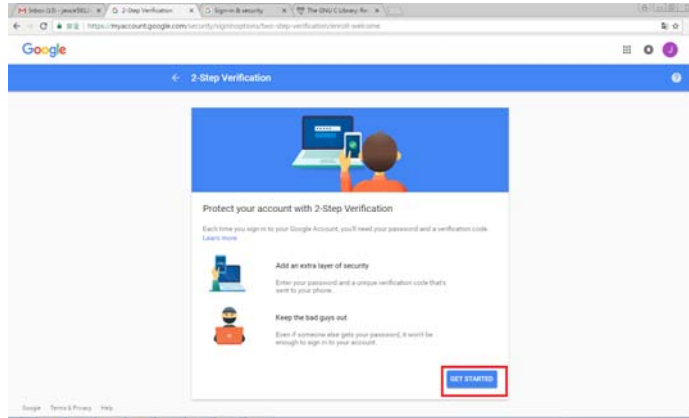 2-Step Verification
Sign-in & security
https://myaccount.google.com/security/signinoptions/two-step-verification/enroll-welcome
Google
J
2-Step Verification
Protect your account with 2-Step Verification
Each time you sign in to your Google Account, you'll need your password and a verification code.
Learn more
Add an extra layer of security
Enter your password and a unique verification code that's
sent to your phone.
Keep the bad guys out
Even if someone else gets your password, it won't be
enough to sign in to your account.
GET STARTED
Google Terms & Privacy Help